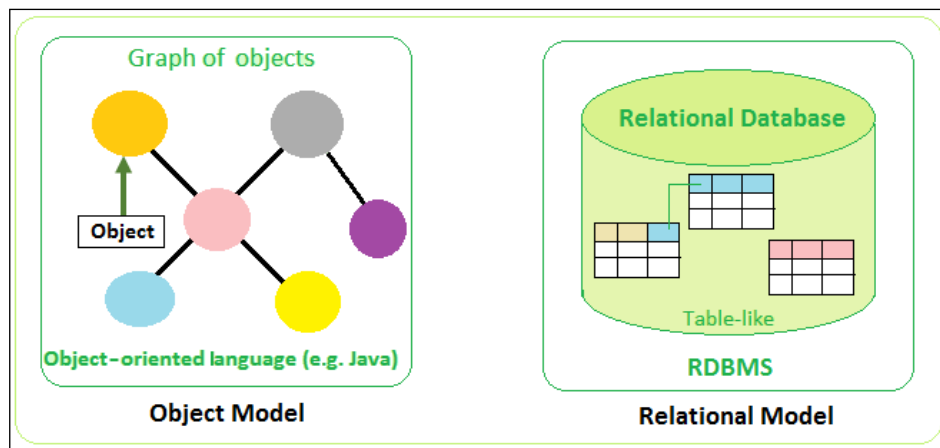 Graph of objects
Object
Object-oriented language (e.g. Java)
Object Model
Relational Database
Table-like
RDBMS
Relational Model